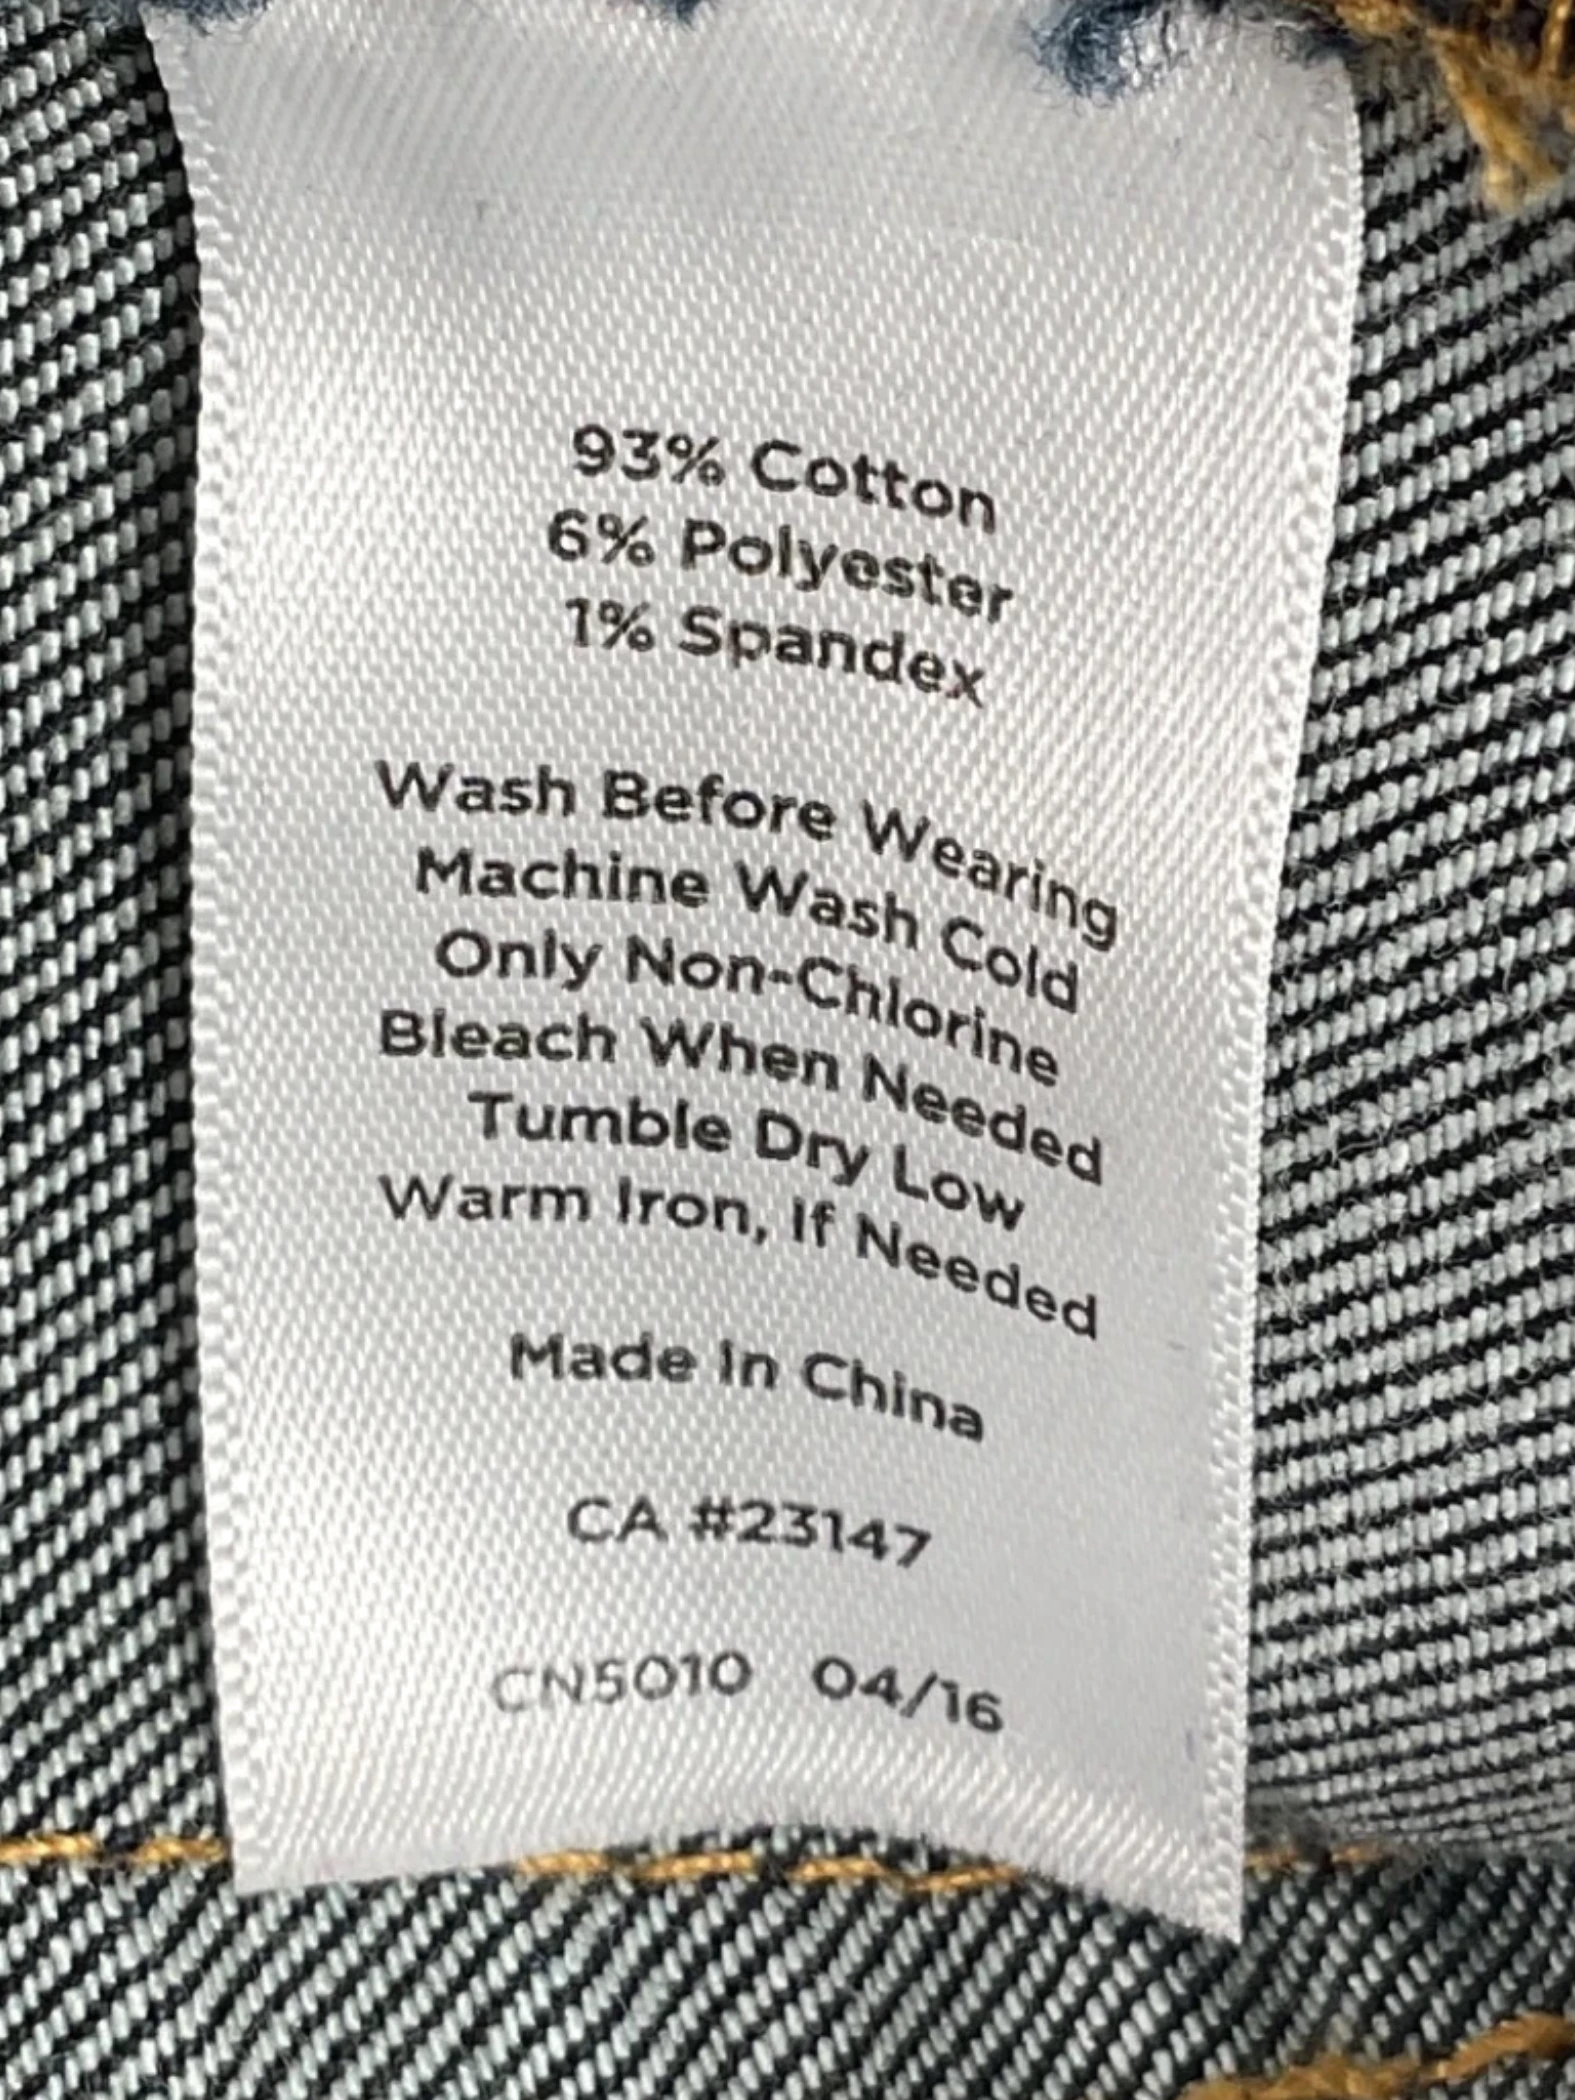 93% Cotton
6% Polyester
1% Spandex
Wash Before Wearing
Machine Wash Cold
Only Non-Chlorine
Bleach When Needed
Tumble Dry Low
Warm Iron, If Needed
Made In China
CA #23147
CN5010 04/16